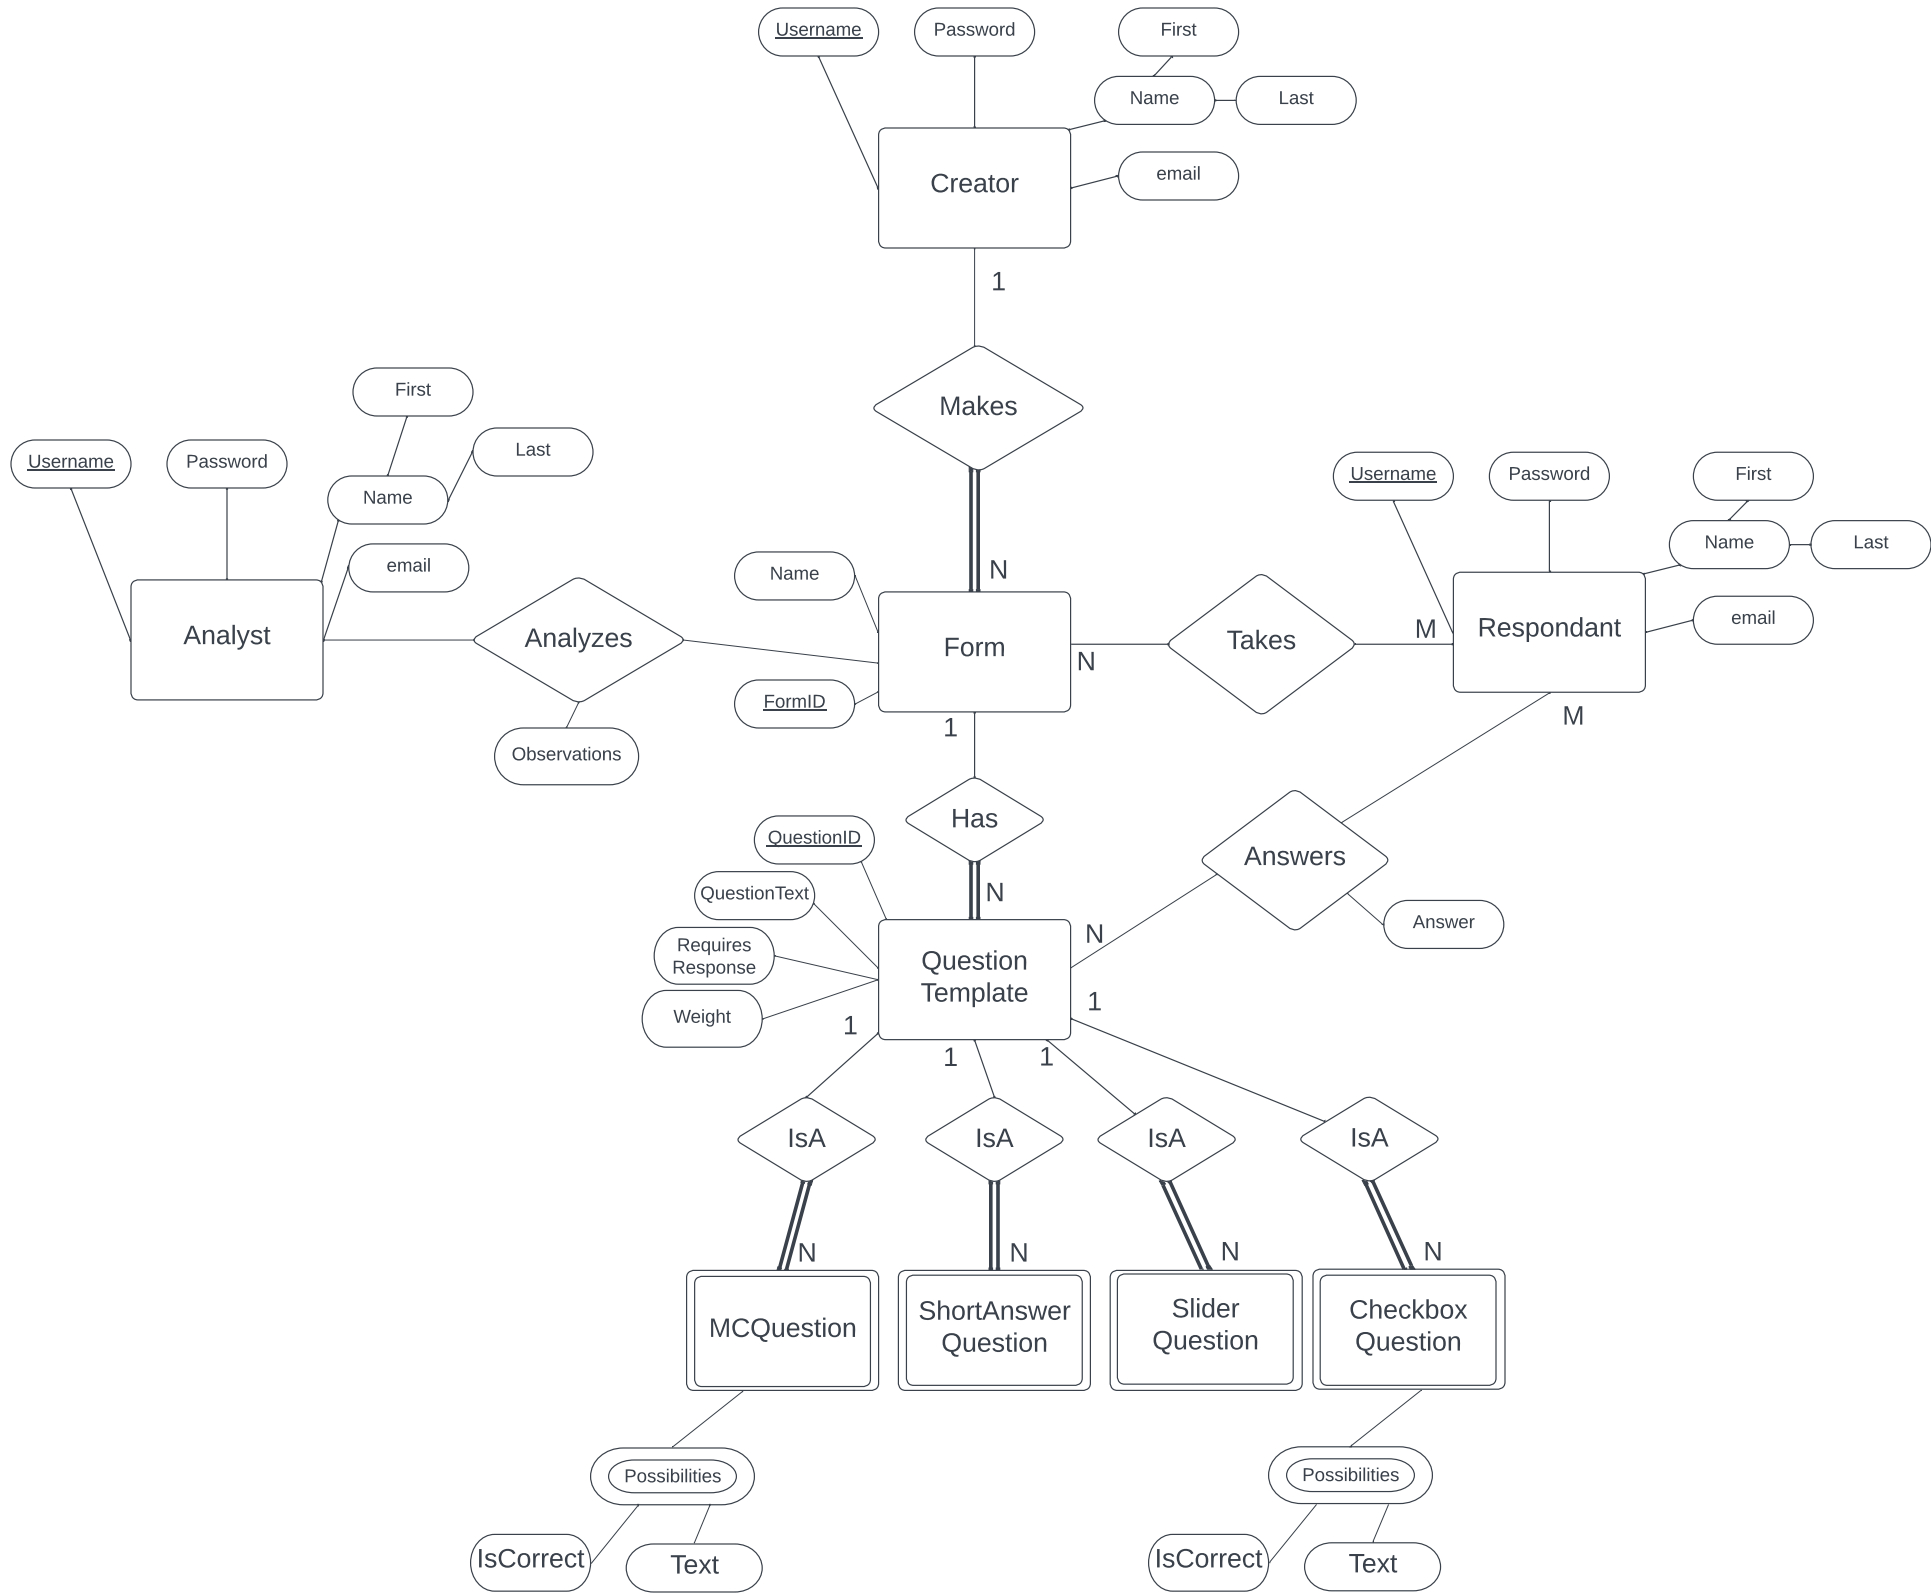 Username
Password
First
Name
Last
email
Creator
1
Makes
First
Last
Username
Password
Name
email
Analyst
Analyzes
Observations
N
Name
Form
FormID
N
Takes
M
Username
Password
First
Name
Last
Respondant
email
M
1
Has
QuestionID
N
QuestionText
Requires
Response
Weight
Question
Template
Answers
Answer
N
1
1
1
1
IsA
IsA
IsA
IsA
N
N
N
N
MCQuestion
ShortAnswer
Question
Slider
Question
Checkbox
Question
Possibilities
IsCorrect
Text
Possibilities
IsCorrect
Text